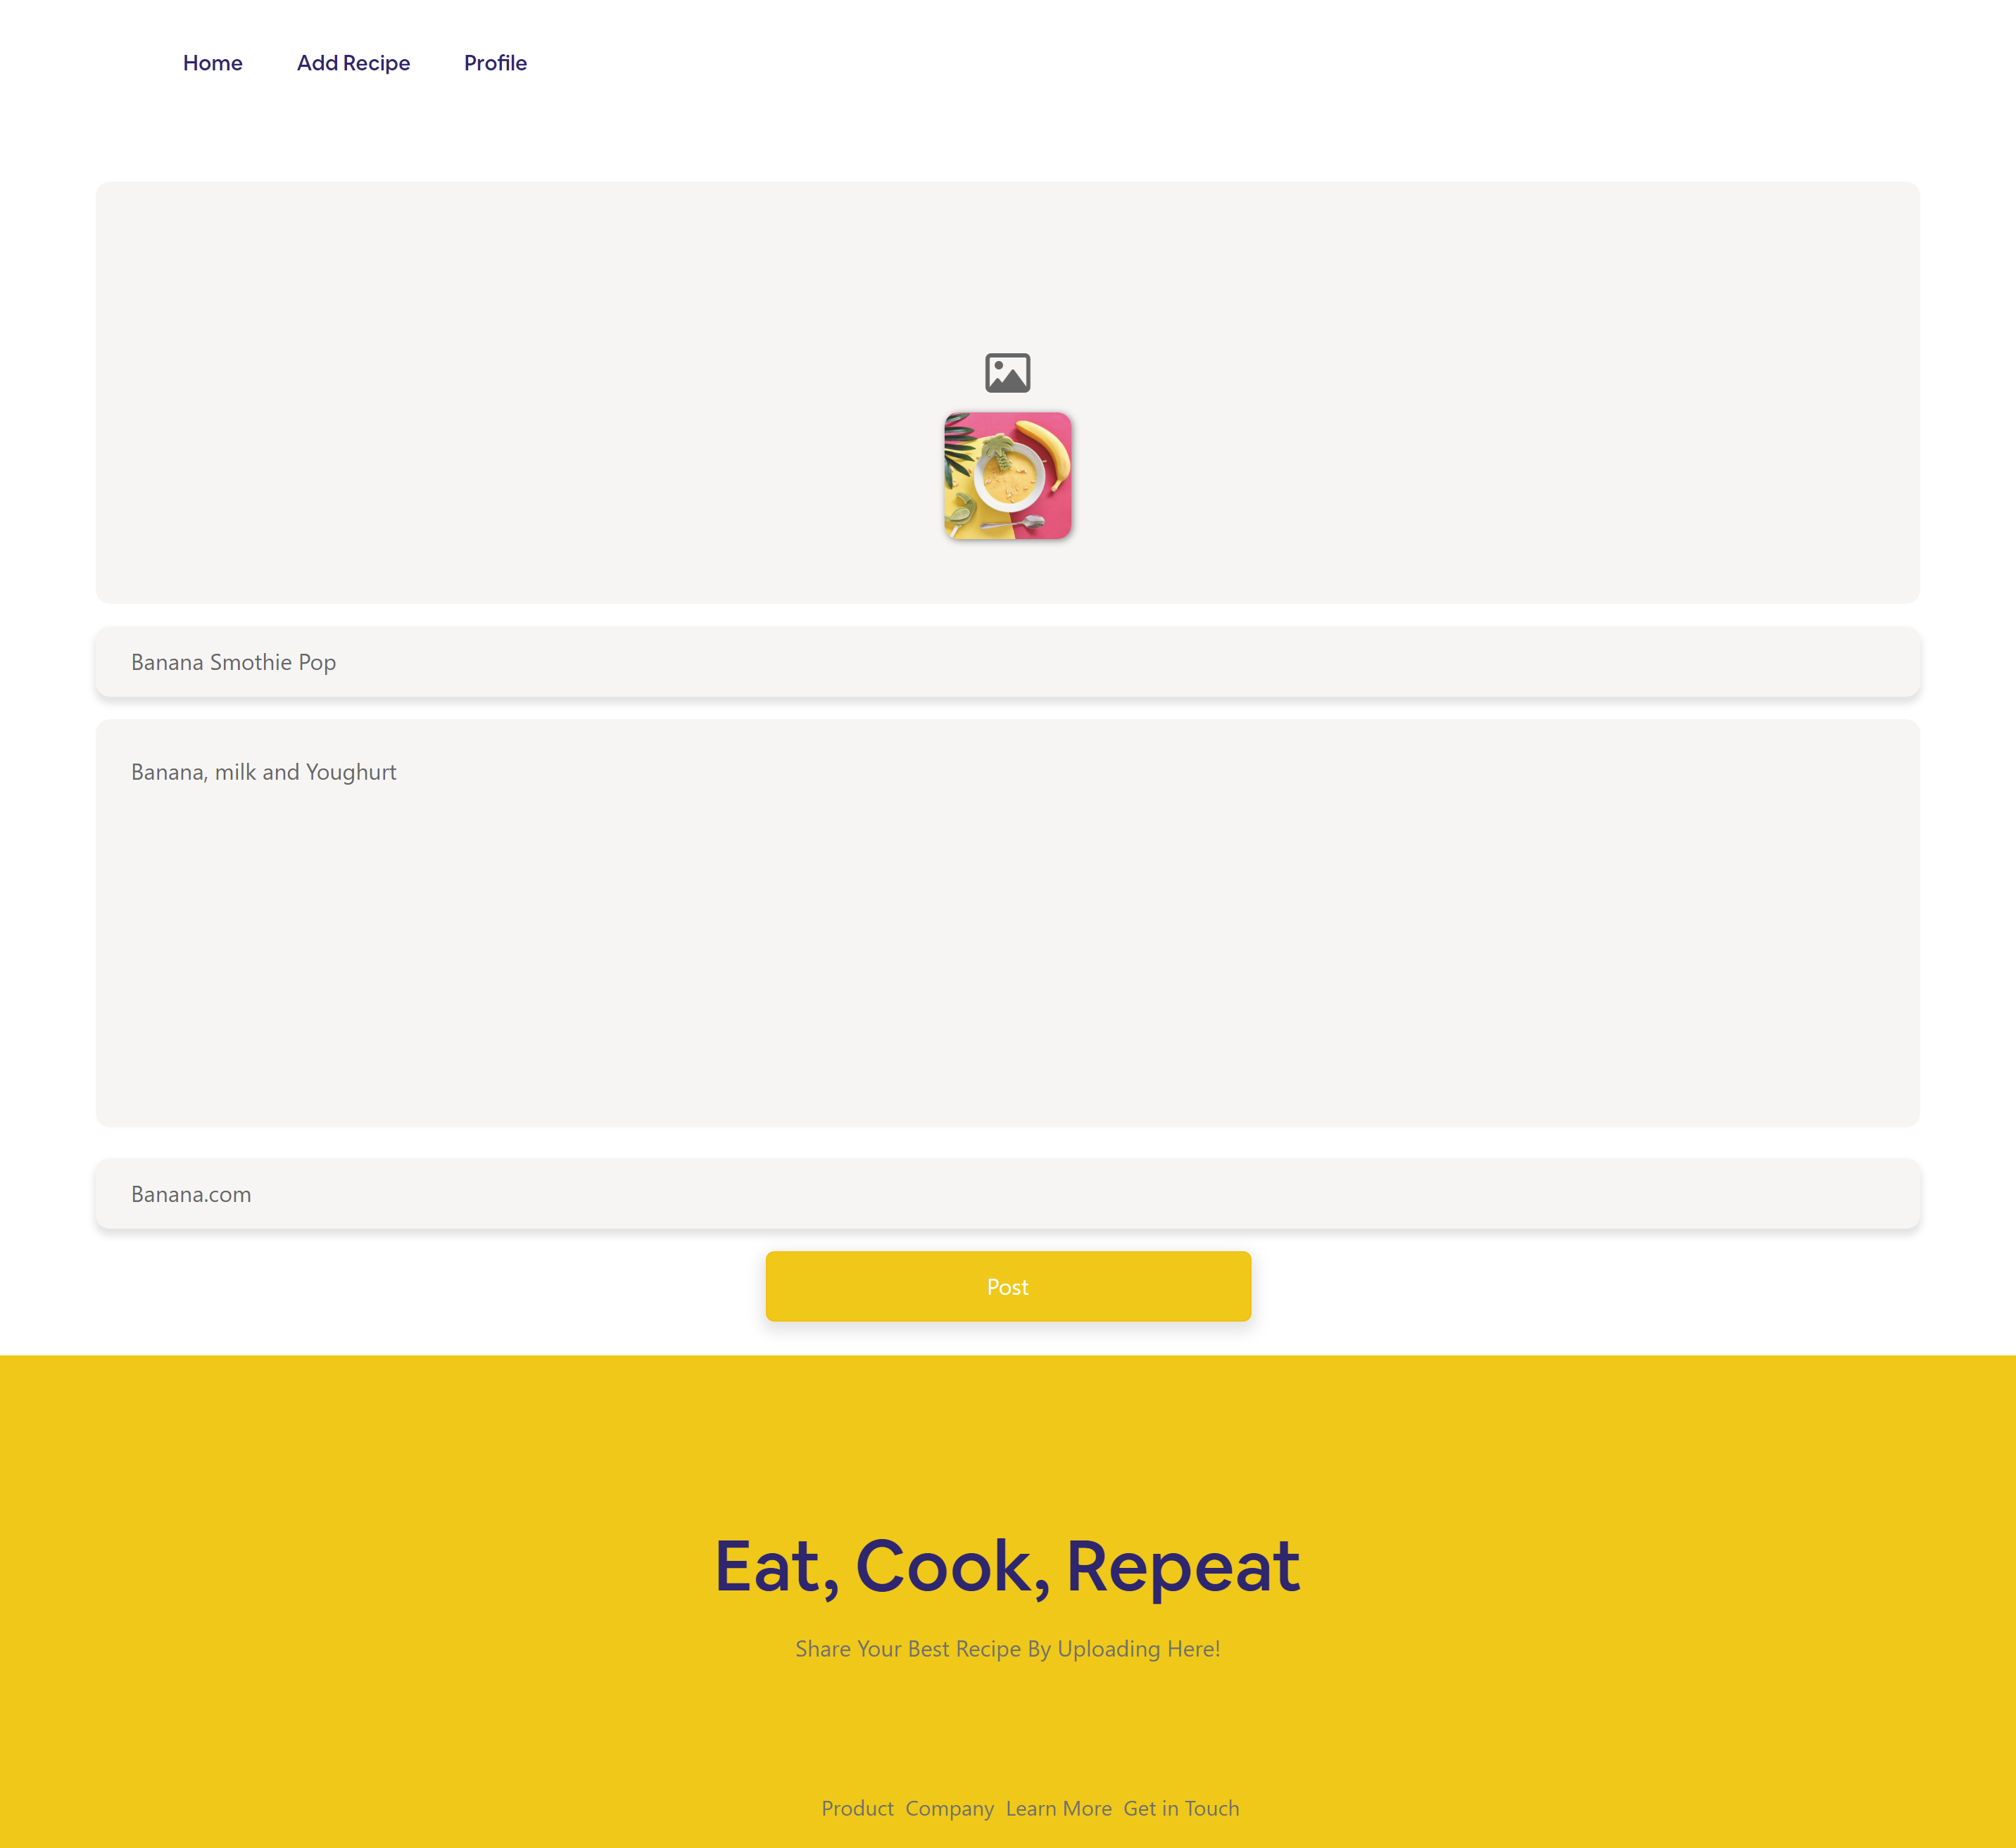 Home Add Recipe Profile
Banana Smothie Pop
Banana, milk and Youghurt
Banana.com
Post
Eat, Cook, Repeat
Share Your Best Recipe By Uploading Here!
Product Company Learn More Get in Touch